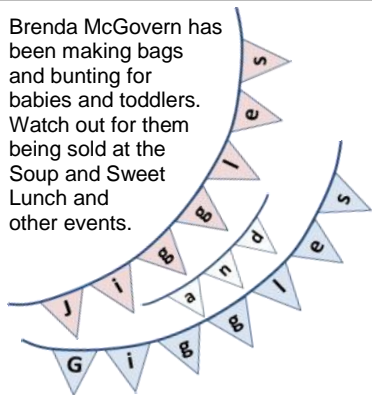 Brenda McGovern has
been making bags
and bunting for
babies and toddlers.
Watch out for them
being sold at the
Soup and Sweet
Lunch and
other events.
Jiggles
and
Giggles